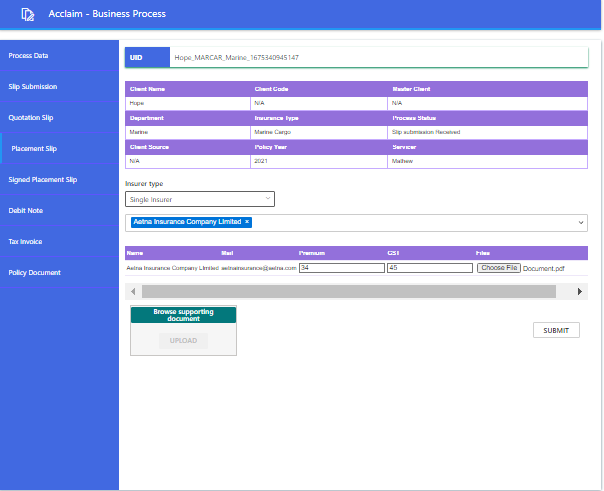 Acclaim - Business Process
Process Data
Slip Submission
Quotation Slip
Placement Slip
Signed Placement Slip
Debit Note
Tax Invoice
Policy Document
UID Hope_MARCAR_Marine_1675340945147
Client Name Client Code Master Client
Hope N/A N/A
Department Insurance Type Process Status
Marine Marine Cargo Slip submission Received
Client Source Policy Year Servicer
N/A 2021 Mathew
Insurer type
Single Insurer
Aetna Insurance Company Limited ×
Name Mail Premium GST Files
Aetna Insurance Company Limitted aetnainsurance@aetna.com 34 45 Choose File Document.pdf
Browse supporting
document
UPLOAD
SUBMIT